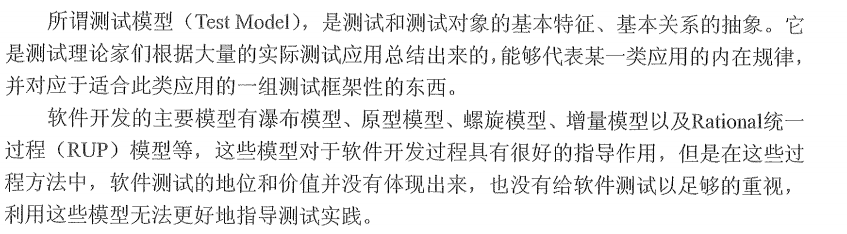 所谓测试模型（Test Model），是测试和测试对象的基本特征、基本关系的抽象。它
是测试理论家们根据大量的实际测试应用总结出来的，能够代表某一类应用的内在规律，
并对应于适合此类应用的一组测试框架性的东西。
软件开发的主要模型有瀑布模型、原型模型、螺旋模型、增量模型以及Rational统一
过程（RUP）模型等，这些模型对于软件开发过程具有很好的指导作用，但是在这些过
程方法中，软件测试的地位和价值并没有体现出来，也没有给软件测试以足够的重视，
利用这些模型无法更好地指导测试实践。